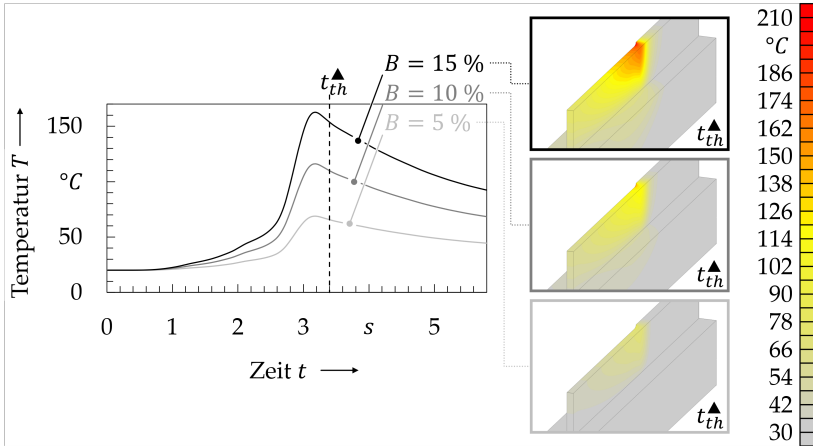 Temperatur T
150
°C
50
0
0 1 2 3 s 5
Zeit t
t_th▲
B = 15 %
B = 10 %
B = 5 %
t_th▲
t_th▲
t_th▲
210
°C
186
174
162
150
138
126
114
102
90
78
66
54
42
30